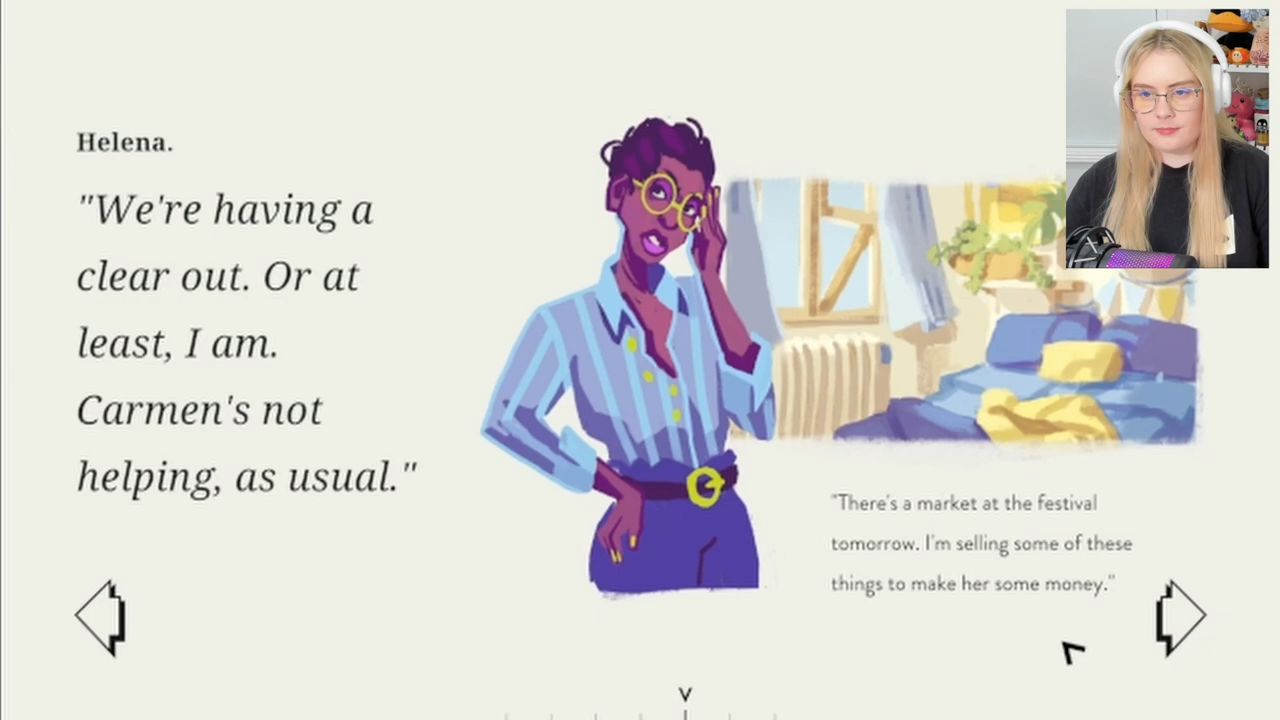 Helena.
"We're having a
clear out. Or at
least, I am.
Carmen's not
helping, as usual."
"There's a market at the festival
tomorrow. I'm selling some of these
things to make her some money."